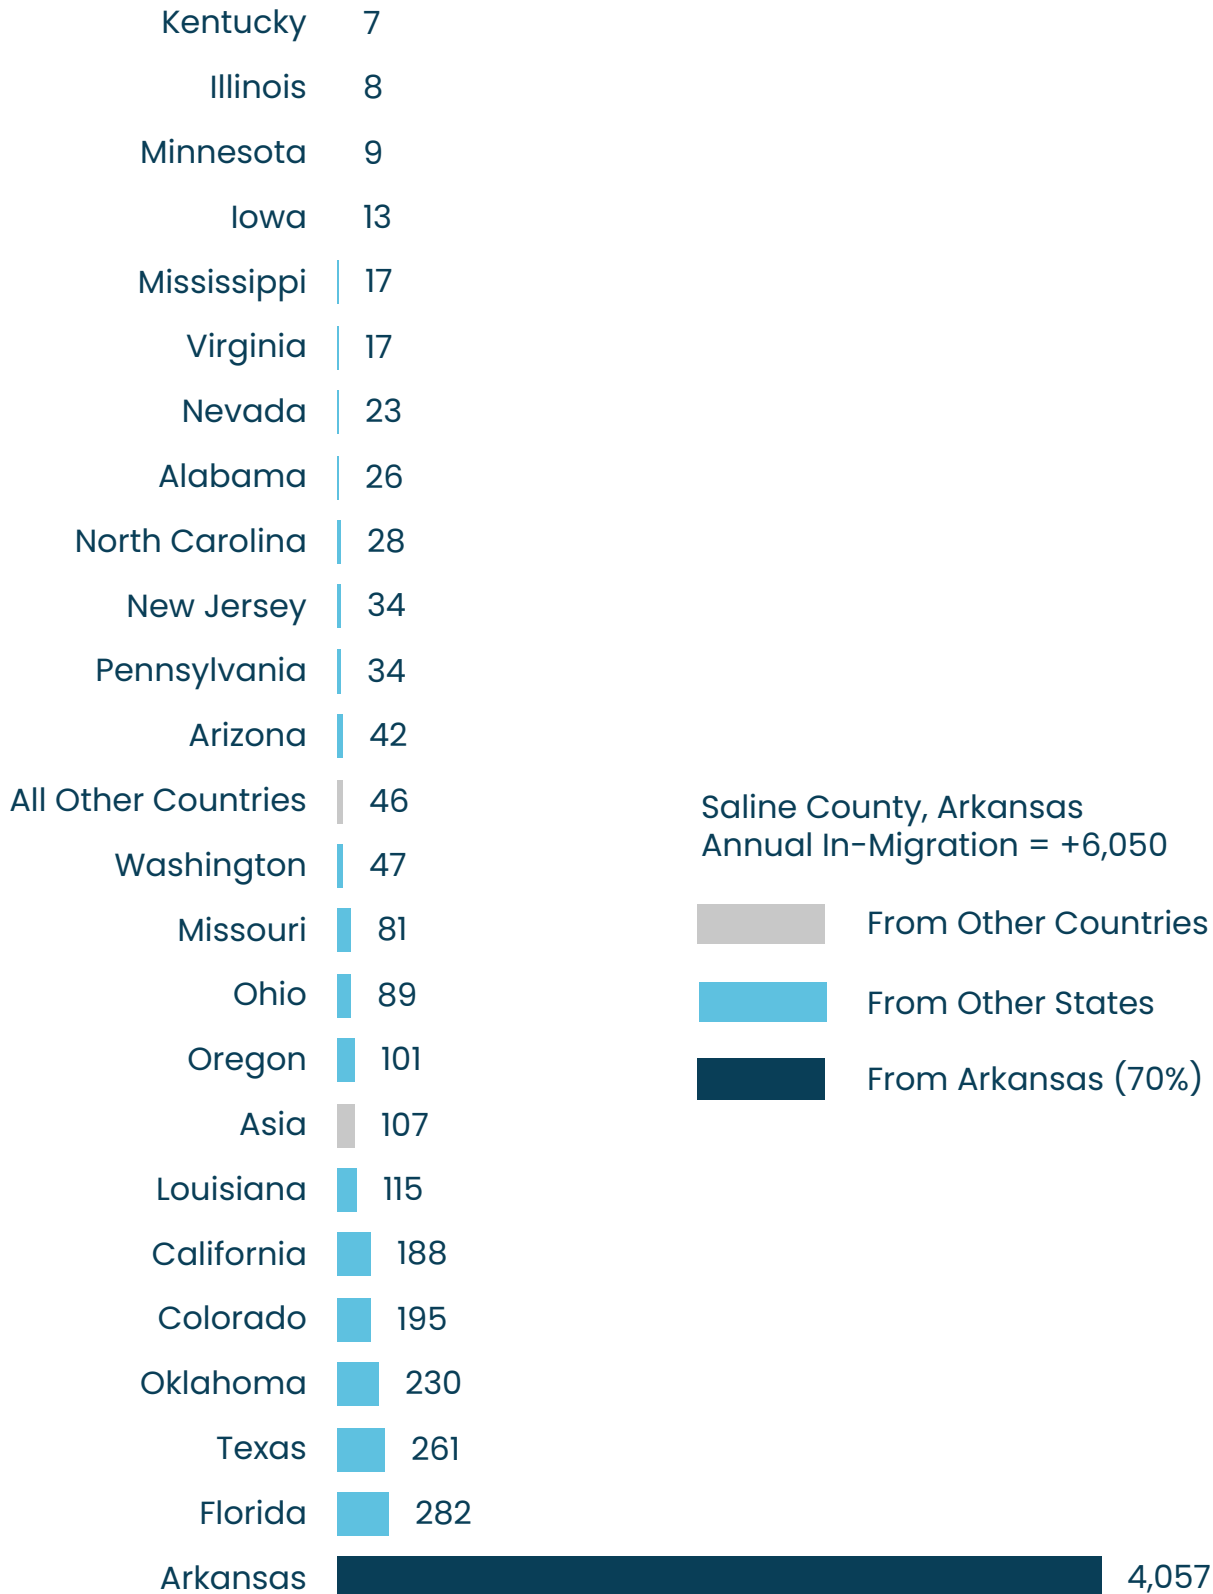 Kentucky 7
Illinois 8
Minnesota 9
Iowa 13
Mississippi 17
Virginia 17
Nevada 23
Alabama 26
North Carolina 28
New Jersey 34
Pennsylvania 34
Arizona 42
All Other Countries 46
Washington 47
Missouri 81
Ohio 89
Oregon 101
Asia 107
Louisiana 115
California 188
Colorado 195
Oklahoma 230
Texas 261
Florida 282
Arkansas 4,057
Saline County, Arkansas
Annual In-Migration = +6,050
From Other Countries
From Other States
From Arkansas (70%)